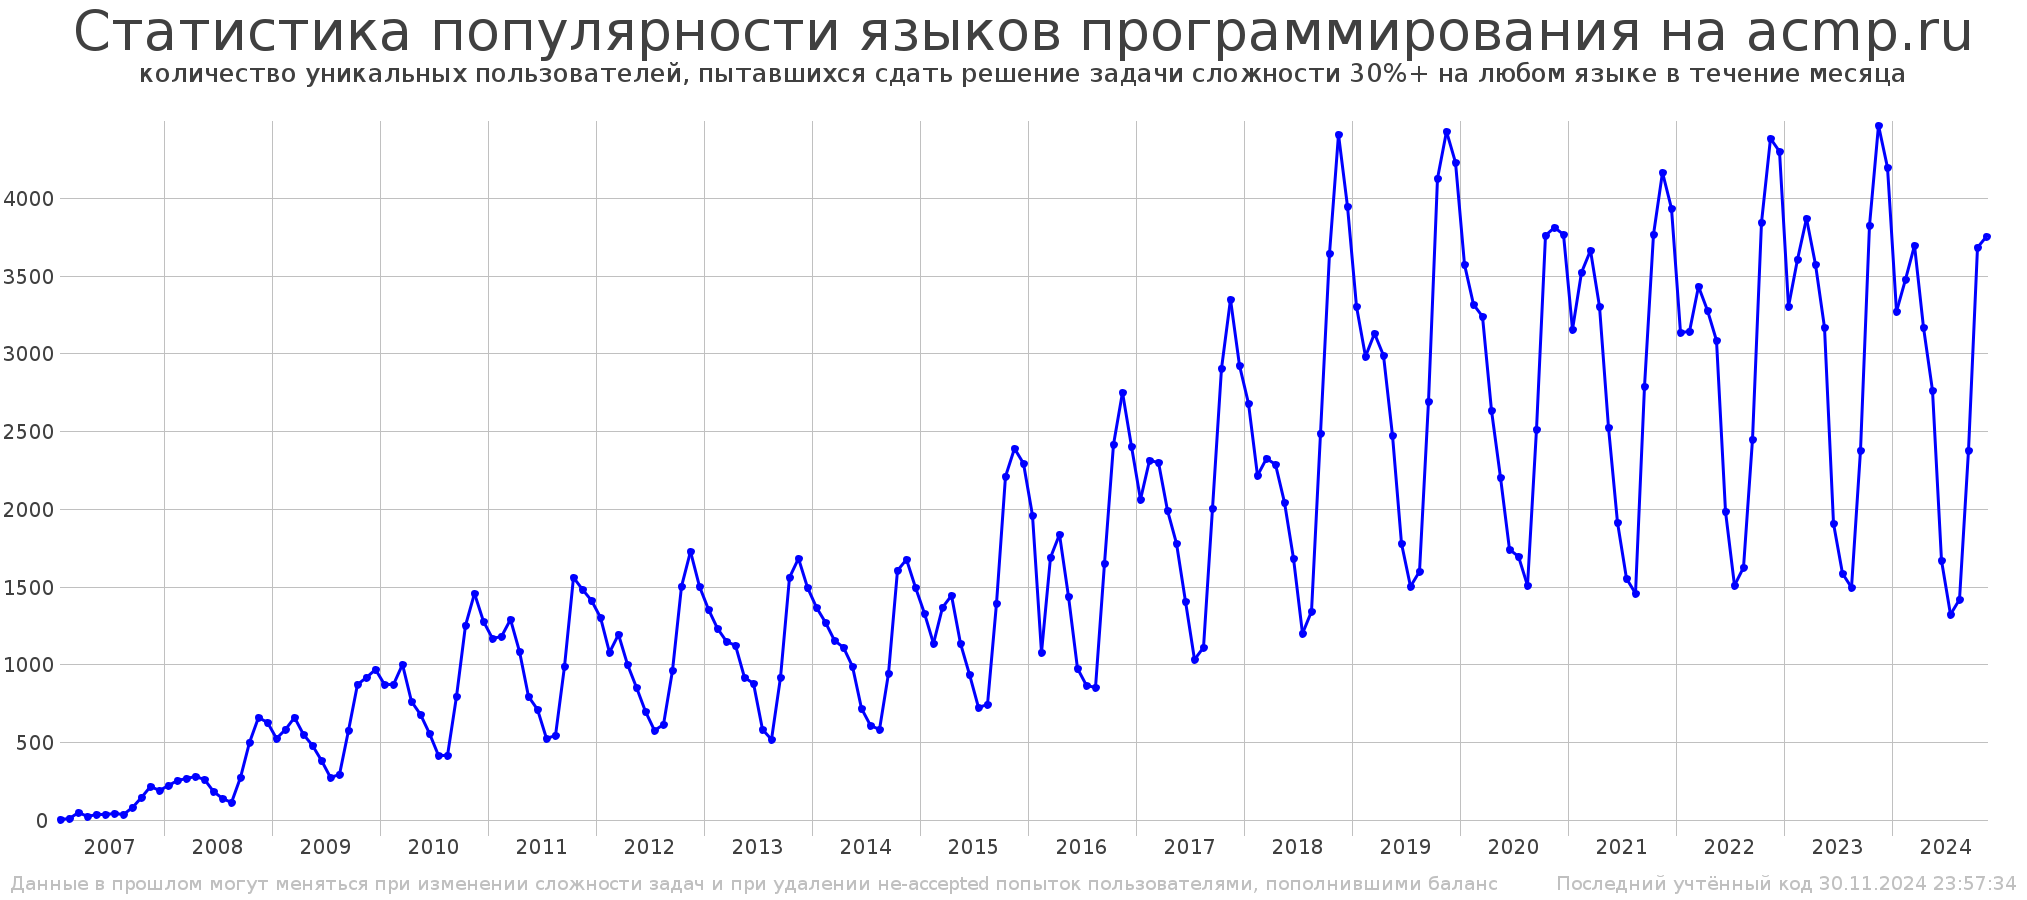 Статистика популярности языков программирования на acmp.ru
количество уникальных пользователей, пытавшихся сдать решение задачи сложности 30%+ на любом языке в течение месяца
4000
3500
3000
2500
2000
1500
1000
500
0
2007 2008 2009 2010 2011 2012 2013 2014 2015 2016 2017 2018 2019 2020 2021 2022 2023 2024
Данные в прошлом могут меняться при изменении сложности задач и при удалении не-accepted попыток пользователями, пополнившими баланс Последний учтённый код 30.11.2024 23:57:34